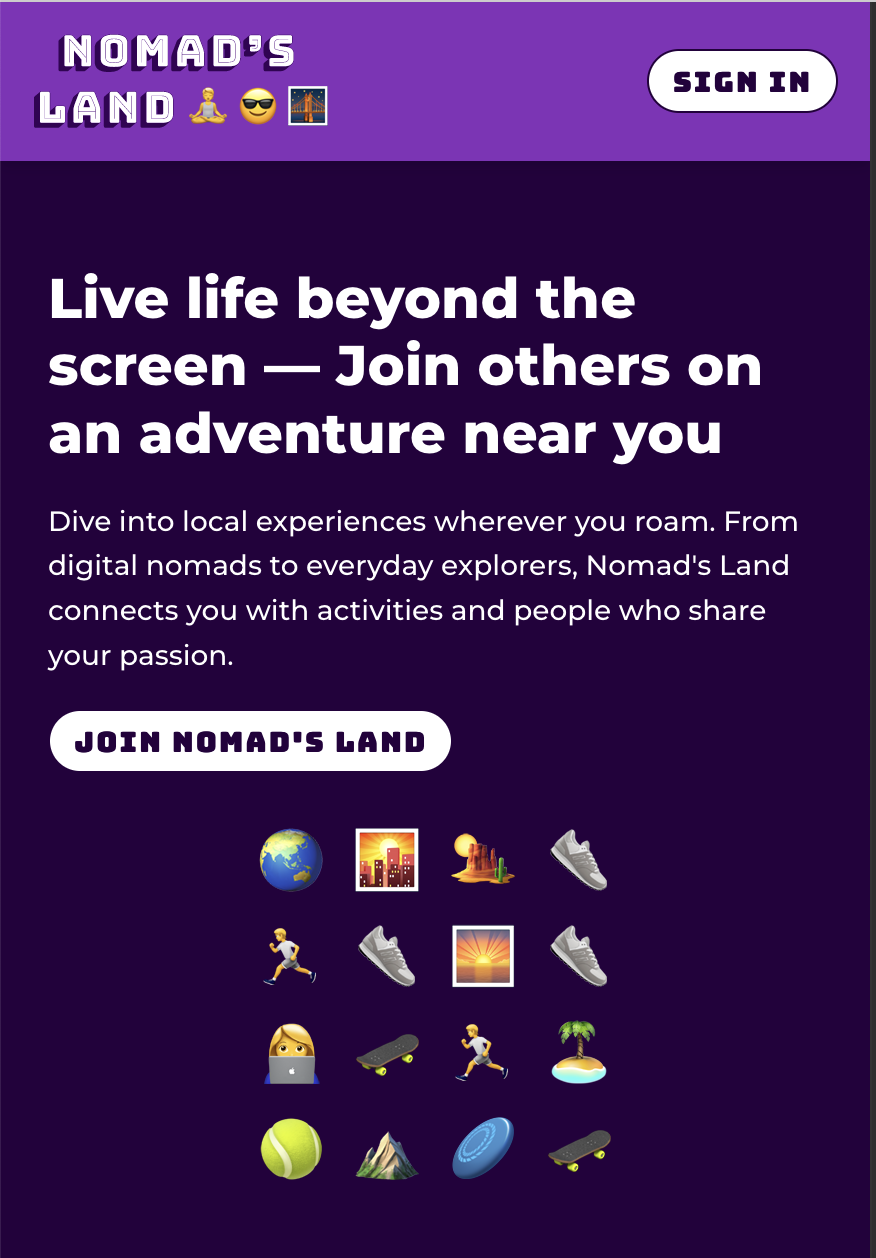 NOMAD’S
LAND
SIGN IN
Live life beyond the
screen — Join others on
an adventure near you
Dive into local experiences wherever you roam. From
digital nomads to everyday explorers, Nomad's Land
connects you with activities and people who share
your passion.
JOIN NOMAD'S LAND